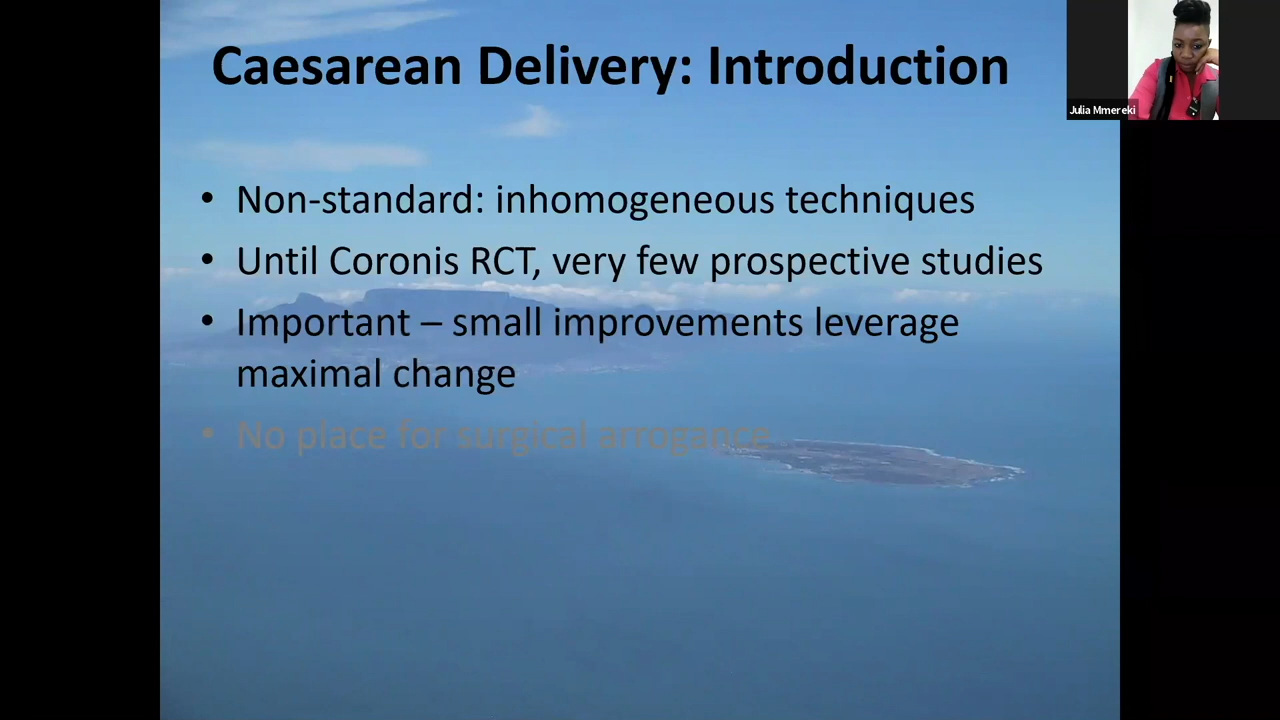 Caesarean Delivery: Introduction
Julia Mmereki
• Non-standard: inhomogeneous techniques
• Until Coronis RCT, very few prospective studies
• Important – small improvements leverage
maximal change
• No place for surgical arrogance